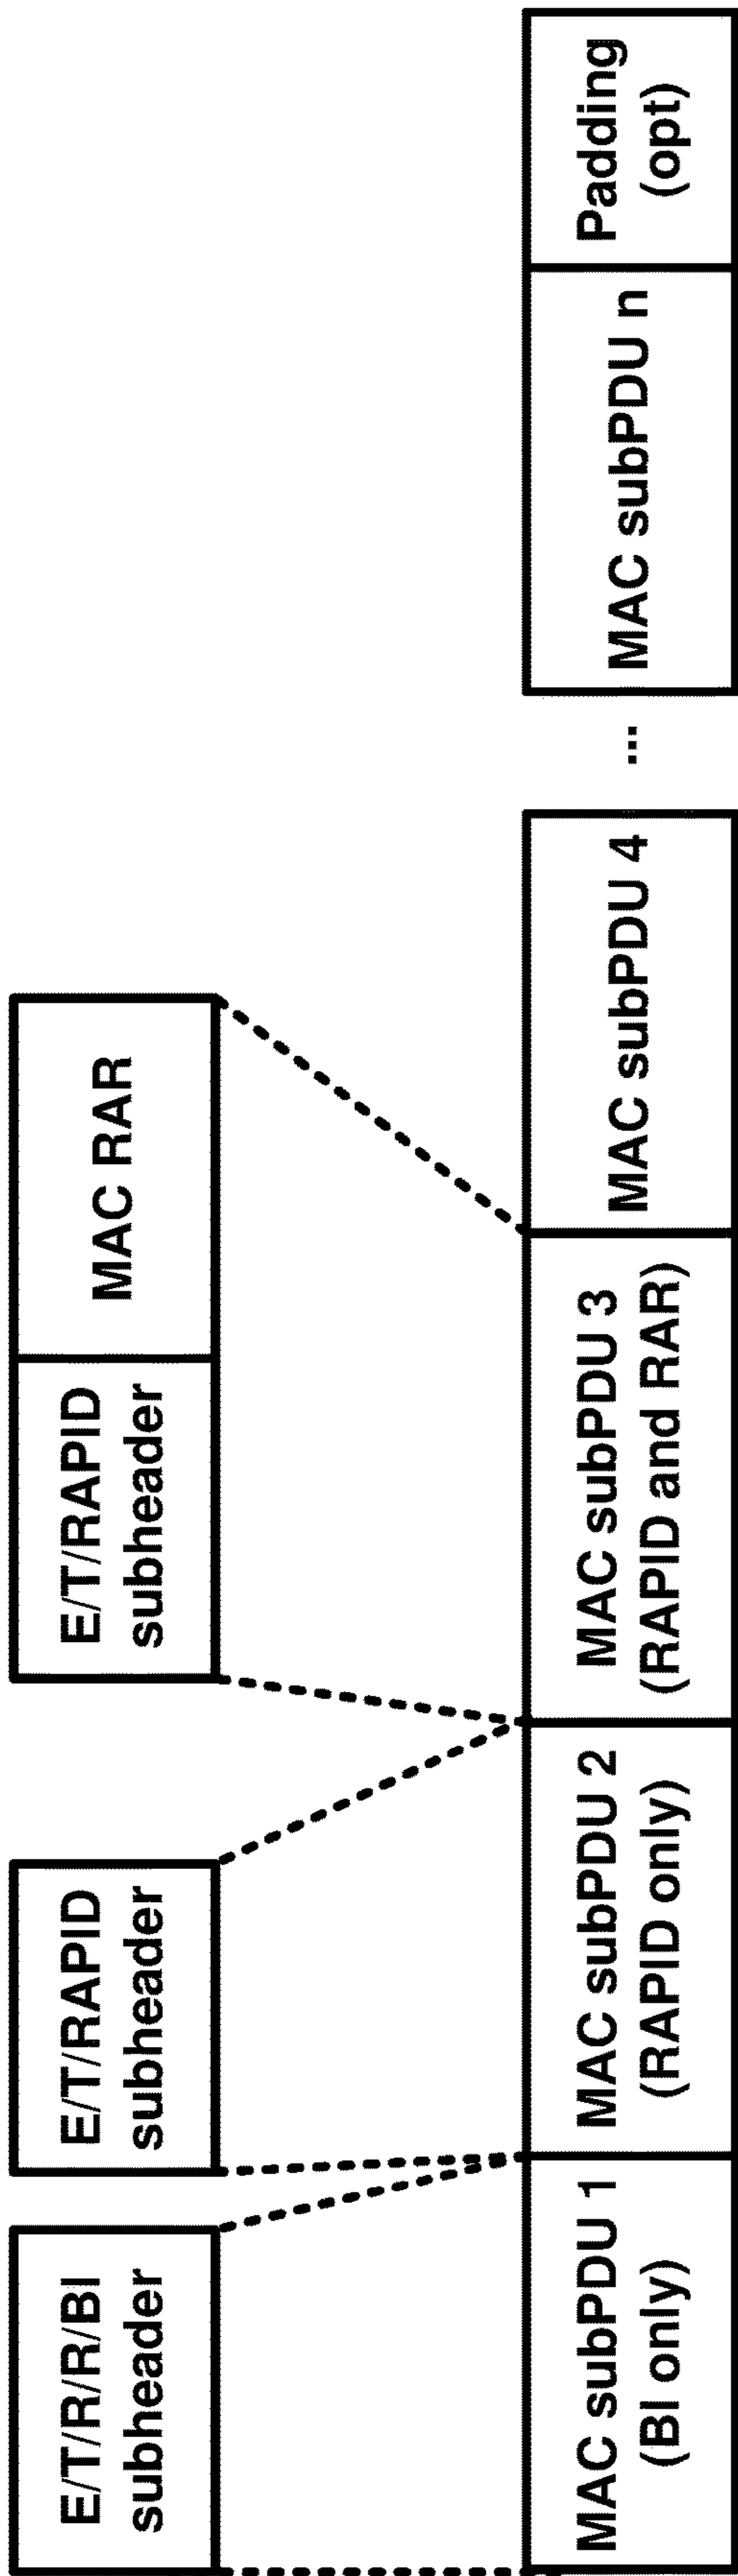 E/T/R/R/BI
subheader
E/T/RAPID
subheader
E/T/RAPID
subheader
MAC RAR
MAC subPDU 1
(BI only)
MAC subPDU 2
(RAPID only)
MAC subPDU 3
(RAPID and RAR)
MAC subPDU 4
...
MAC subPDU n
Padding
(opt)